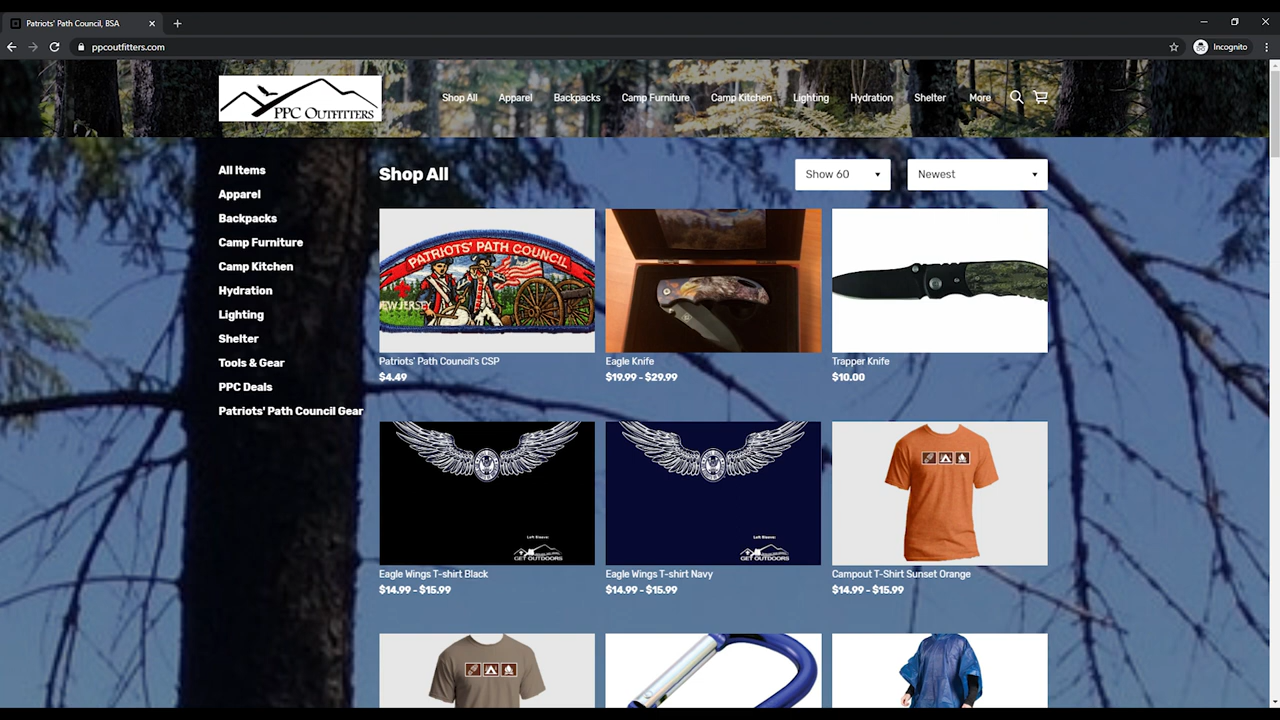 Patriots' Path Council, BSA
ppcoutfitters.com
Incognito
PPC OUTFITTERS
Shop All
Apparel
Backpacks
Camp Furniture
Camp Kitchen
Lighting
Hydration
Shelter
More
All Items
Apparel
Backpacks
Camp Furniture
Camp Kitchen
Hydration
Lighting
Shelter
Tools & Gear
PPC Deals
Patriots' Path Council Gear
Shop All
Show 60
Newest
PATRIOTS' PATH COUNCIL
NEW JERSEY
Patriots' Path Council's CSP
$4.49
Eagle Knife
$19.99 - $29.99
Trapper Knife
$10.00
Left Sleeve:
GET OUTDOORS
Eagle Wings T-shirt Black
$14.99 - $15.99
Left Sleeve:
GET OUTDOORS
Eagle Wings T-shirt Navy
$14.99 - $15.99
Campout T-Shirt Sunset Orange
$14.99 - $15.99